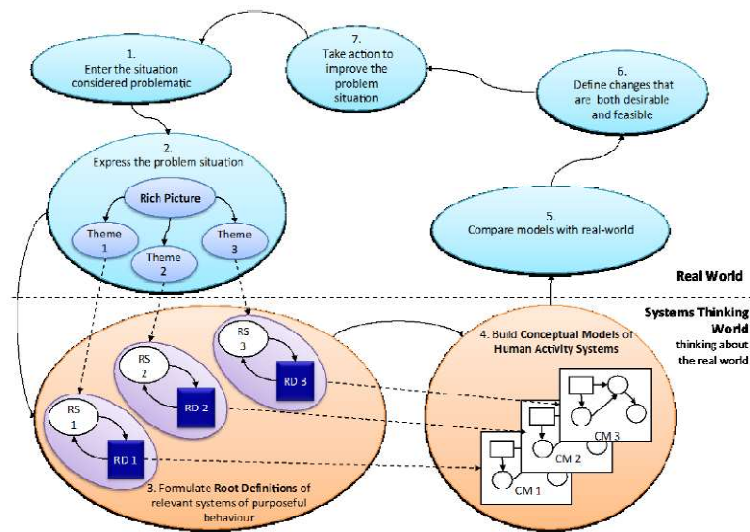 1.
Enter the situation
considered problematic
7.
Take action to
improve the
problem
situation
6.
Define changes that
are both desirable
and feasible
2.
Express the problem situation
Rich Picture
Theme
1
Theme
2
Theme
3
5.
Compare models with real-world
Real World
Systems Thinking
World
thinking about
the real world
RS
1
RD 1
RS
2
RD 2
RS
3
RD 3
3. Formulate Root Definitions of
relevant systems of purposeful
behaviour
4. Build Conceptual Models of
Human Activity Systems
CM 3
CM 2
CM 1